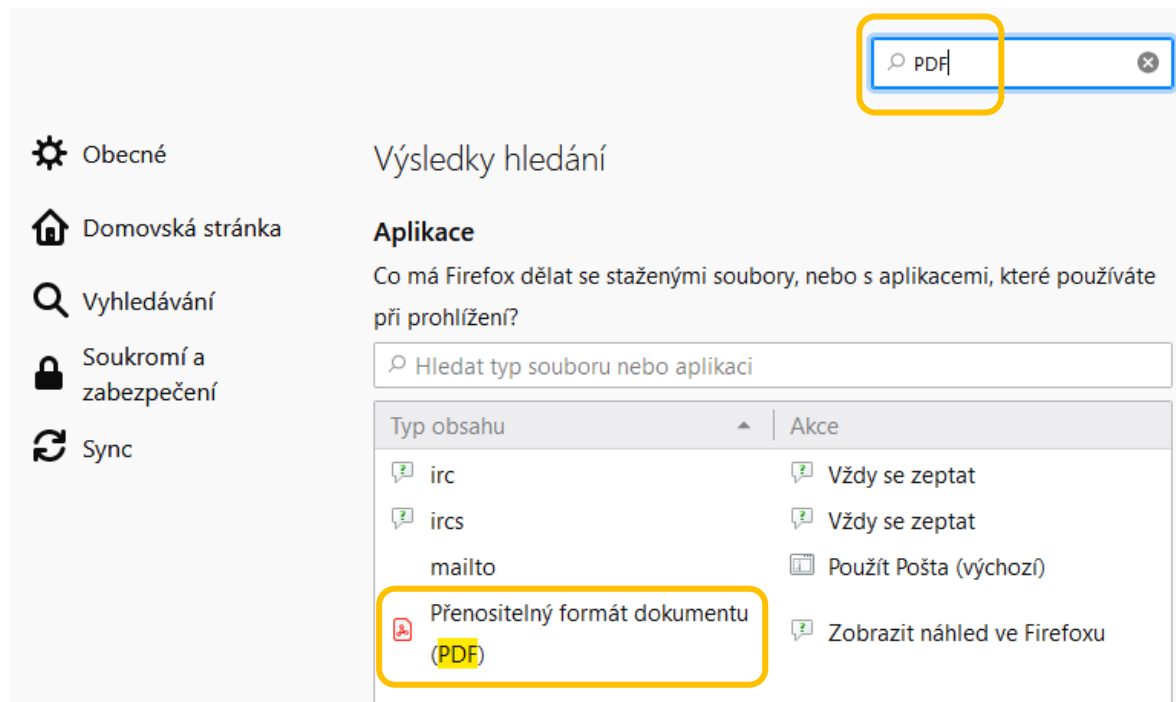 PDF
Obecné
Domovská stránka
Vyhledávání
Soukromí a
zabezpečení
Sync
Výsledky hledání
Aplikace
Co má Firefox dělat se staženými soubory, nebo s aplikacemi, které používáte
při prohlížení?
Hledat typ souboru nebo aplikaci
Typ obsahu Akce
irc Vždy se zeptat
ircs Vždy se zeptat
mailto Použít Pošta (výchozí)
Přenositelný formát dokumentu
(PDF)
Zobrazit náhled ve Firefoxu